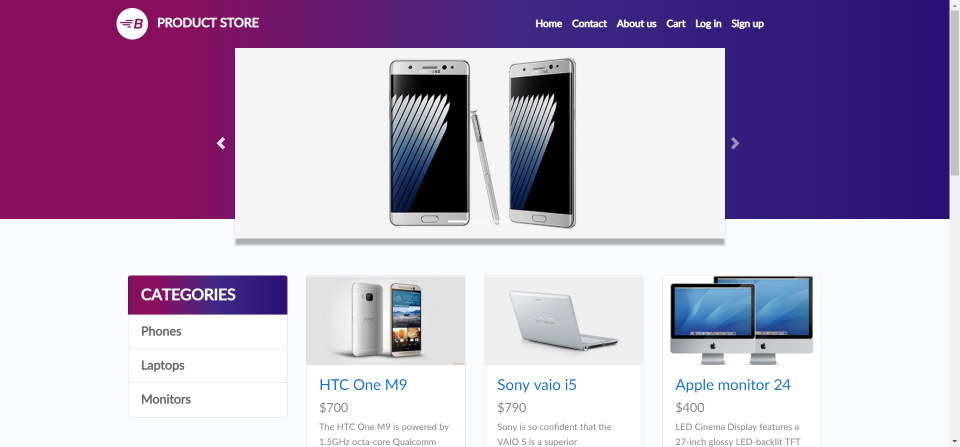 B PRODUCT STORE
Home Contact About us Cart Log in Sign up
SAMSUNG
SAMSUNG
CATEGORIES
Phones
Laptops
Monitors
HTC One M9
$700
The HTC One M9 is powered by
1.5GHz octa-core Qualcomm
VAIO
Sony vaio i5
$790
Sony is so confident that the
VAIO S is a superior
Apple monitor 24
$400
LED Cinema Display features a
27-inch glossy LED-backlit TFT